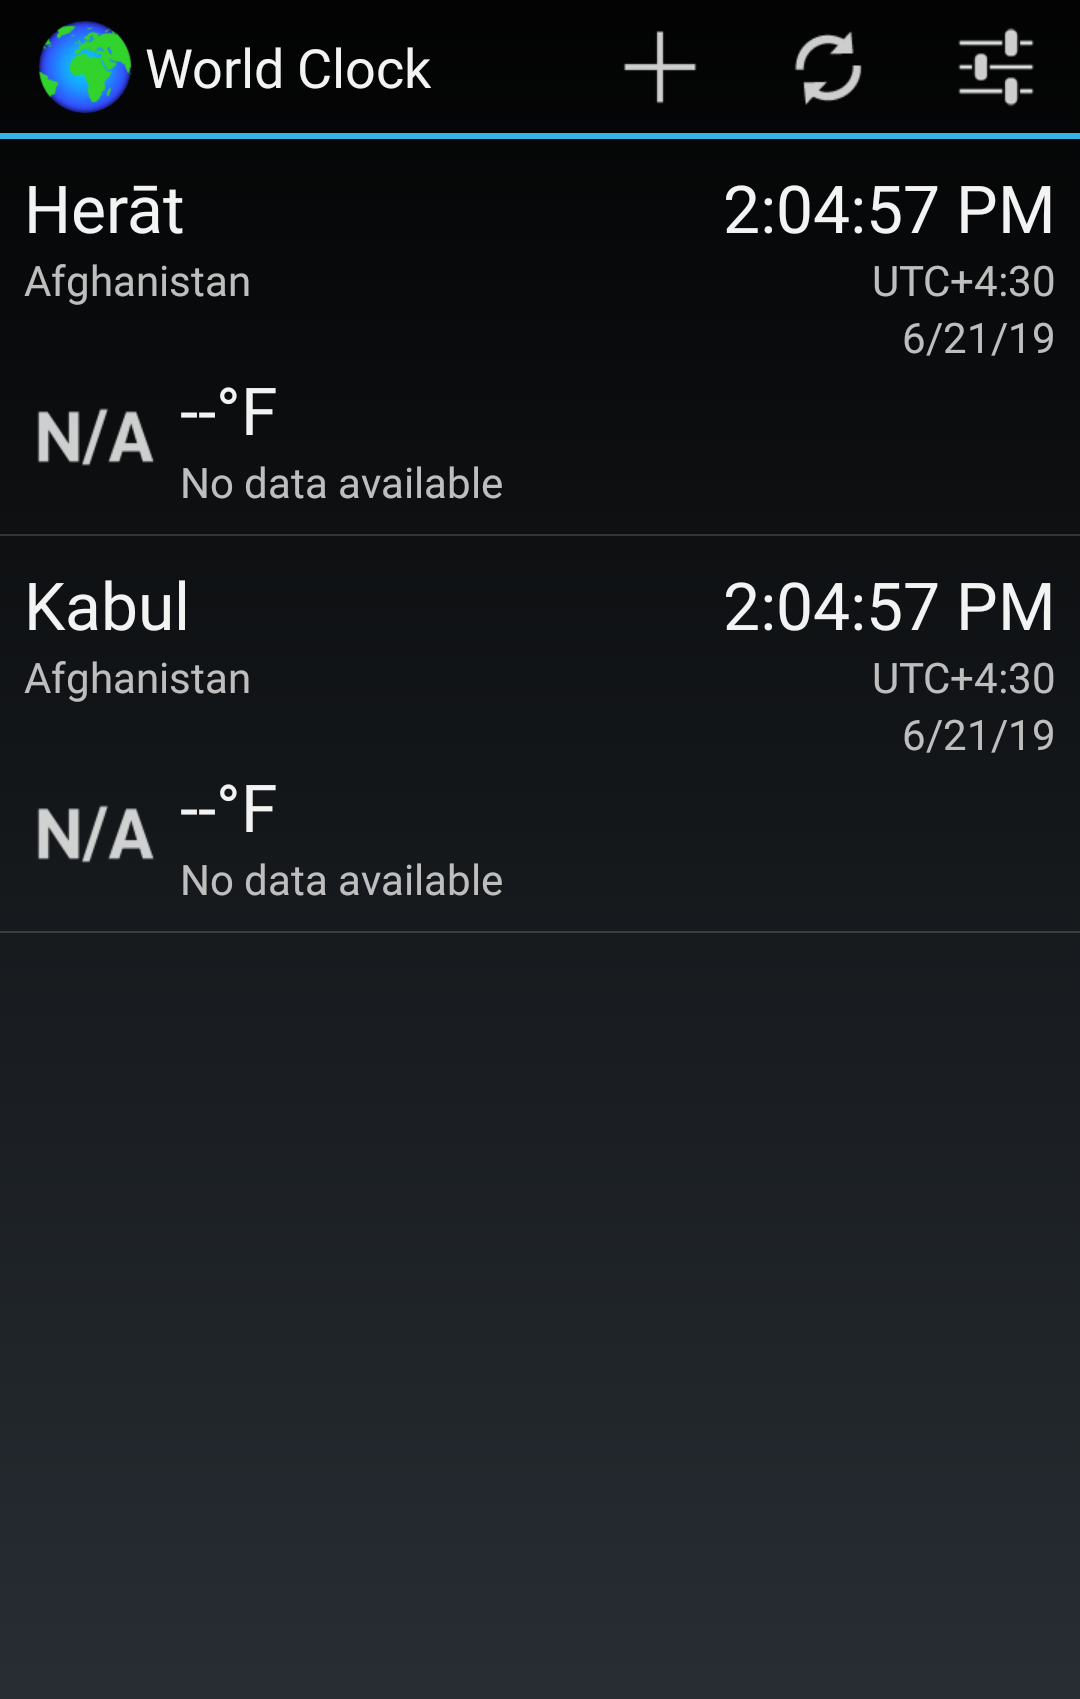 World Clock
Herāt 2:04:57 PM
Afghanistan UTC+4:30
6/21/19
N/A --°F
No data available
Kabul 2:04:57 PM
Afghanistan UTC+4:30
6/21/19
N/A --°F
No data available